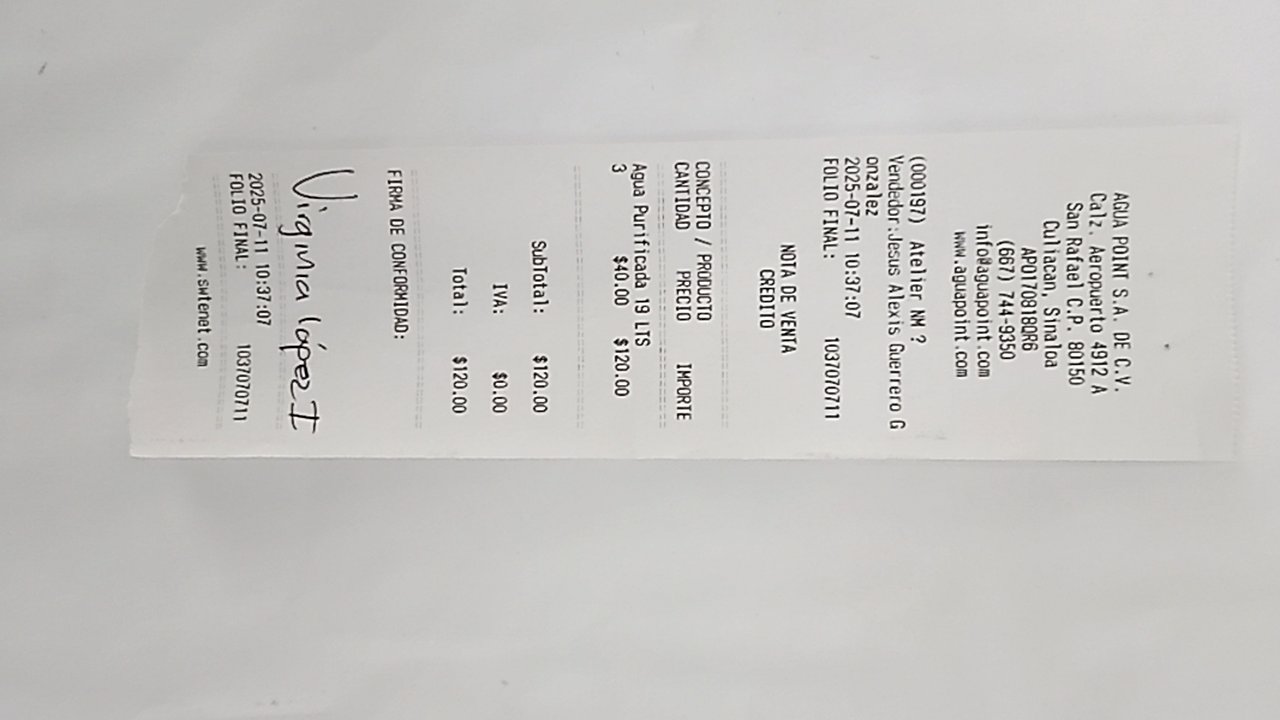 AGUA POINT S.A. DE C.V.
Calz. Aeropuerto 4912 A
San Rafael C.P. 80150
Culiacan, Sinaloa
APO170818QR6
(667) 744-9350
info@aguapoint.com
www.aguapoint.com
(000197) Atelier NM ?
Vendedor:Jesus Alexis Guerrero G
onzalez
2025-07-11 10:37:07
FOLIO FINAL: 1037070711
NOTA DE VENTA
CREDITO
CONCEPTO / PRODUCTO
CANTIDAD PRECIO IMPORTE
Agua Purificada 19 LTS
3 $40.00 $120.00
SubTotal: $120.00
IVA: $0.00
Total: $120.00
FIRMA DE CONFORMIDAD:
Virginia lópez I
2025-07-11 10:37:07
FOLIO FINAL: 1037070711
www.swtenet.com